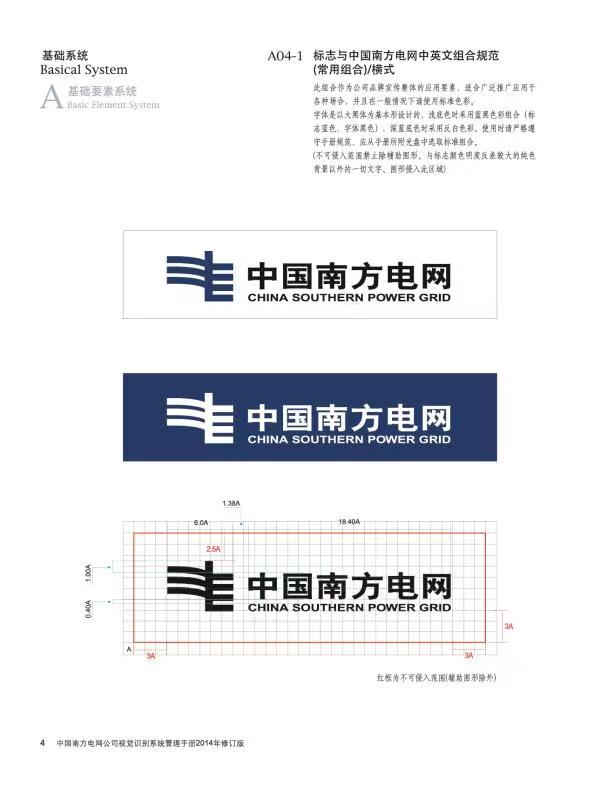 基础系统
Basical System
A 基础要素系统
Basic Element System
A04-1 标志与中国南方电网中英文组合规范
(常用组合)/横式
此组合作为公司品牌宣传整体的应用要素，适合广泛推广应用于
各种场合，并且在一般情况下请使用标准色彩。
字体是以大黑体为基本形设计的，浅底色时采用蓝黑色彩组合（标
志蓝色，字体黑色），深蓝底色时采用反白色彩。使用时请严格遵
守手册规范，应从手册所附光盘中选取标准组合。
(不可侵入范围禁止除辅助图形。与标志颜色明度反差较大的纯色
背景以外的一切文字、图形侵入此区域)
中国南方电网
CHINA SOUTHERN POWER GRID
中国南方电网
CHINA SOUTHERN POWER GRID
1.38A
6.0A
18.40A
2.5A
1.00A
0.40A
中国南方电网
CHINA SOUTHERN POWER GRID
3A
A
3A
3A
红框为不可侵入范围(辅助图形除外)
4 中国南方电网公司视觉识别系统管理手册2014年修订版